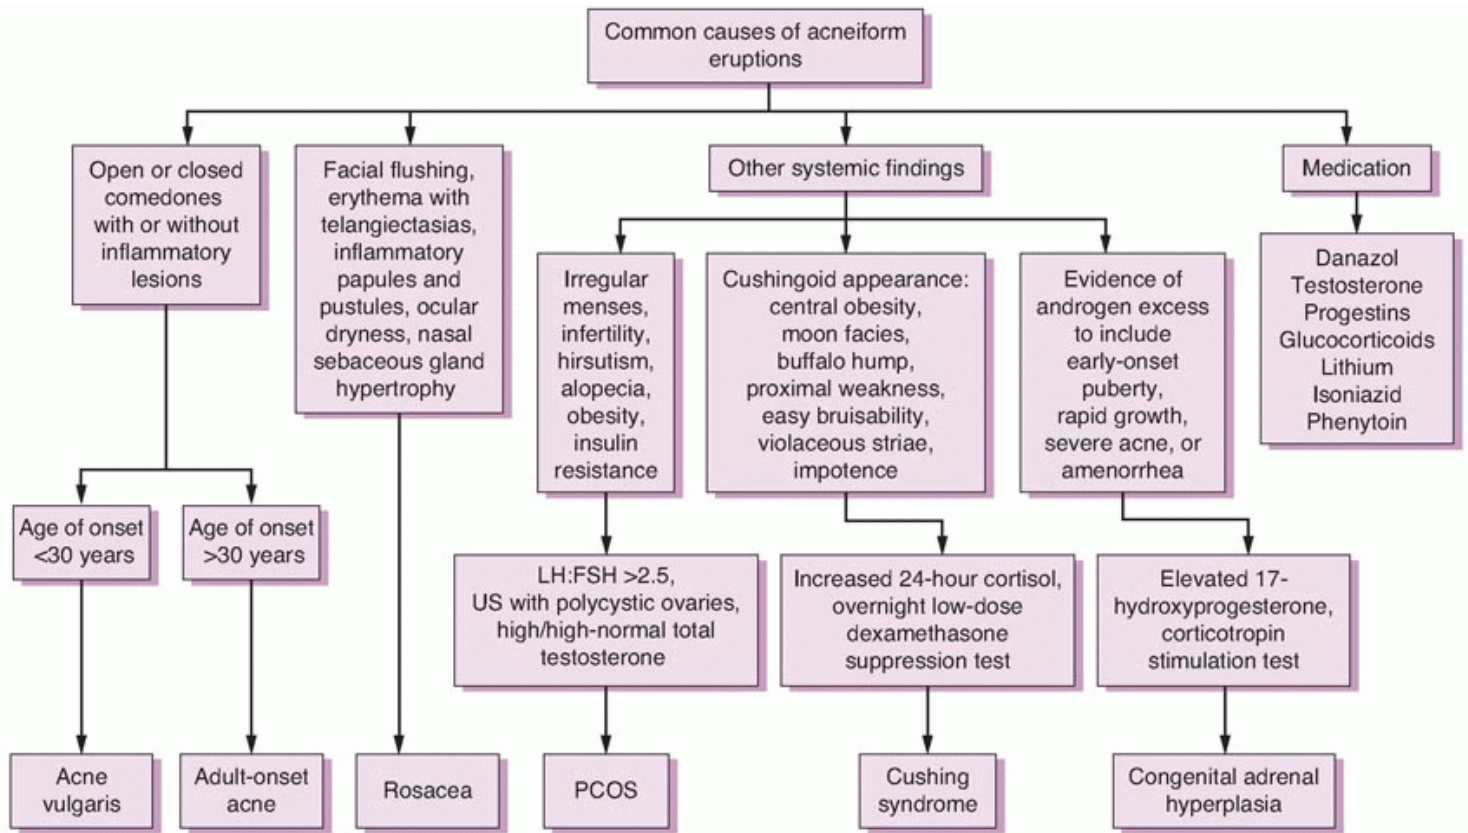 Common causes of acneiform
eruptions
Open or closed
comedones
with or without
inflammatory
lesions
Facial flushing,
erythema with
telangiectasias,
inflammatory
papules and
pustules, ocular
dryness, nasal
sebaceous gland
hypertrophy
Other systemic findings
Medication
Irregular
menses,
infertility,
hirsutism,
alopecia,
obesity,
insulin
resistance
Cushingoid appearance:
central obesity,
moon facies,
buffalo hump,
proximal weakness,
easy bruisability,
violaceous striae,
impotence
Evidence of
androgen excess
to include
early-onset
puberty,
rapid growth,
severe acne, or
amenorrhea
Danazol
Testosterone
Progestins
Glucocorticoids
Lithium
Isoniazid
Phenytoin
Age of onset
<30 years
Age of onset
>30 years
LH:FSH >2.5,
US with polycystic ovaries,
high/high-normal total
testosterone
Increased 24-hour cortisol,
overnight low-dose
dexamethasone
suppression test
Elevated 17-
hydroxyprogesterone,
corticotropin
stimulation test
Acne
vulgaris
Adult-onset
acne
Rosacea
PCOS
Cushing
syndrome
Congenital adrenal
hyperplasia